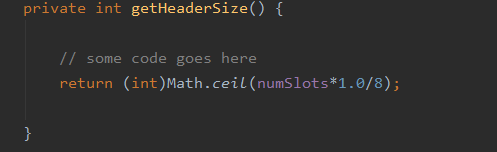 private int getHeaderSize() {
// some code goes here
return (int)Math.ceil(numSlots*1.0/8);
}